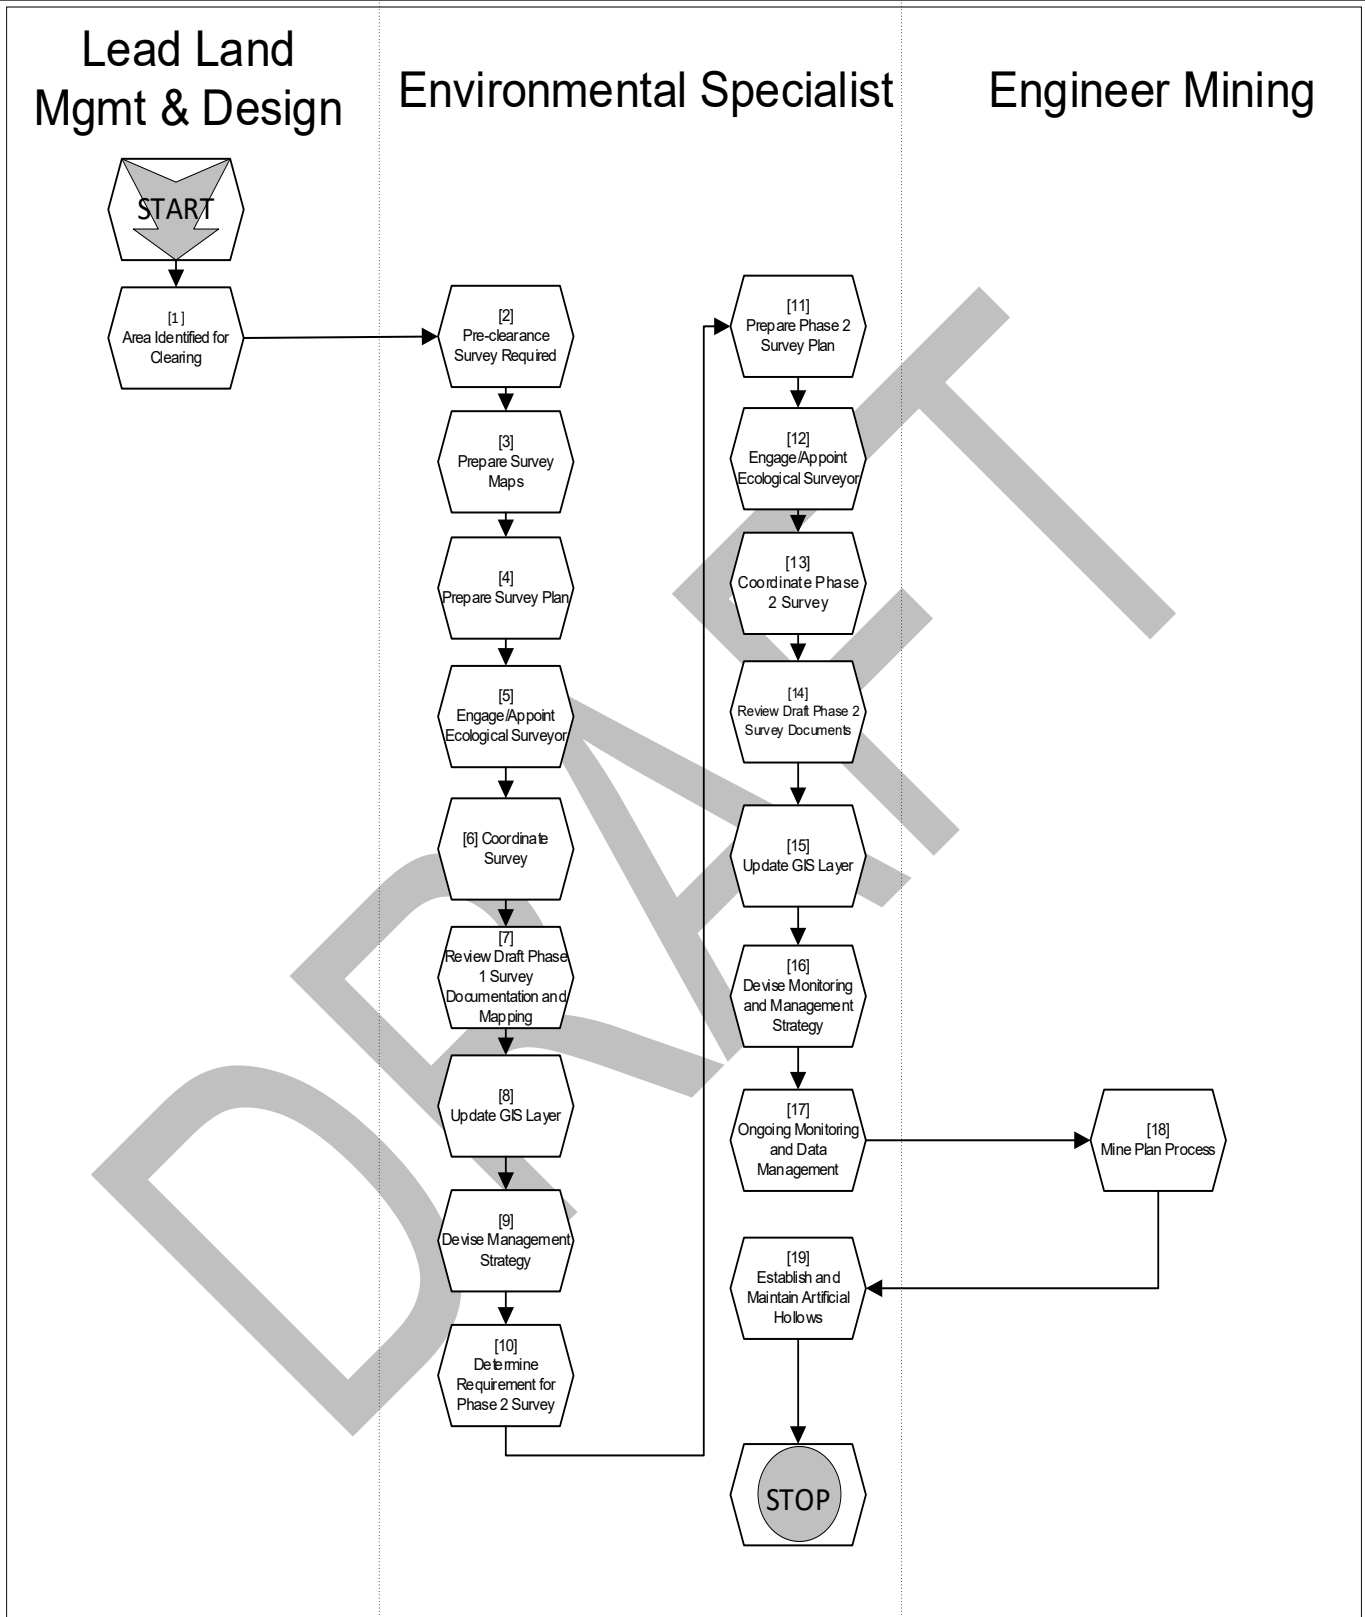 Lead Land
Mgmt & Design
Environmental Specialist
Engineer Mining
START
[1]
Area Identified for
Clearing
[2]
Pre-clearance
Survey Required
[3]
Prepare Survey
Maps
[4]
Prepare Survey Plan
[5]
Engage/Appoint
Ecological Surveyor
[6] Coordinate
Survey
[7]
Review Draft Phase
1 Survey
Documentation and
Mapping
[8]
Update GIS Layer
[9]
Devise Management
Strategy
[10]
Determine
Requirement for
Phase 2 Survey
[11]
Prepare Phase 2
Survey Plan
[12]
Engage/Appoint
Ecological Surveyor
[13]
Coordinate Phase
2 Survey
[14]
Review Draft Phase 2
Survey Documents
[15]
Update GIS Layer
[16]
Devise Monitoring
and Management
Strategy
[17]
Ongoing Monitoring
and Data
Management
[18]
Mine Plan Process
[19]
Establish and
Maintain Artificial
Hollows
STOP
DRAFT